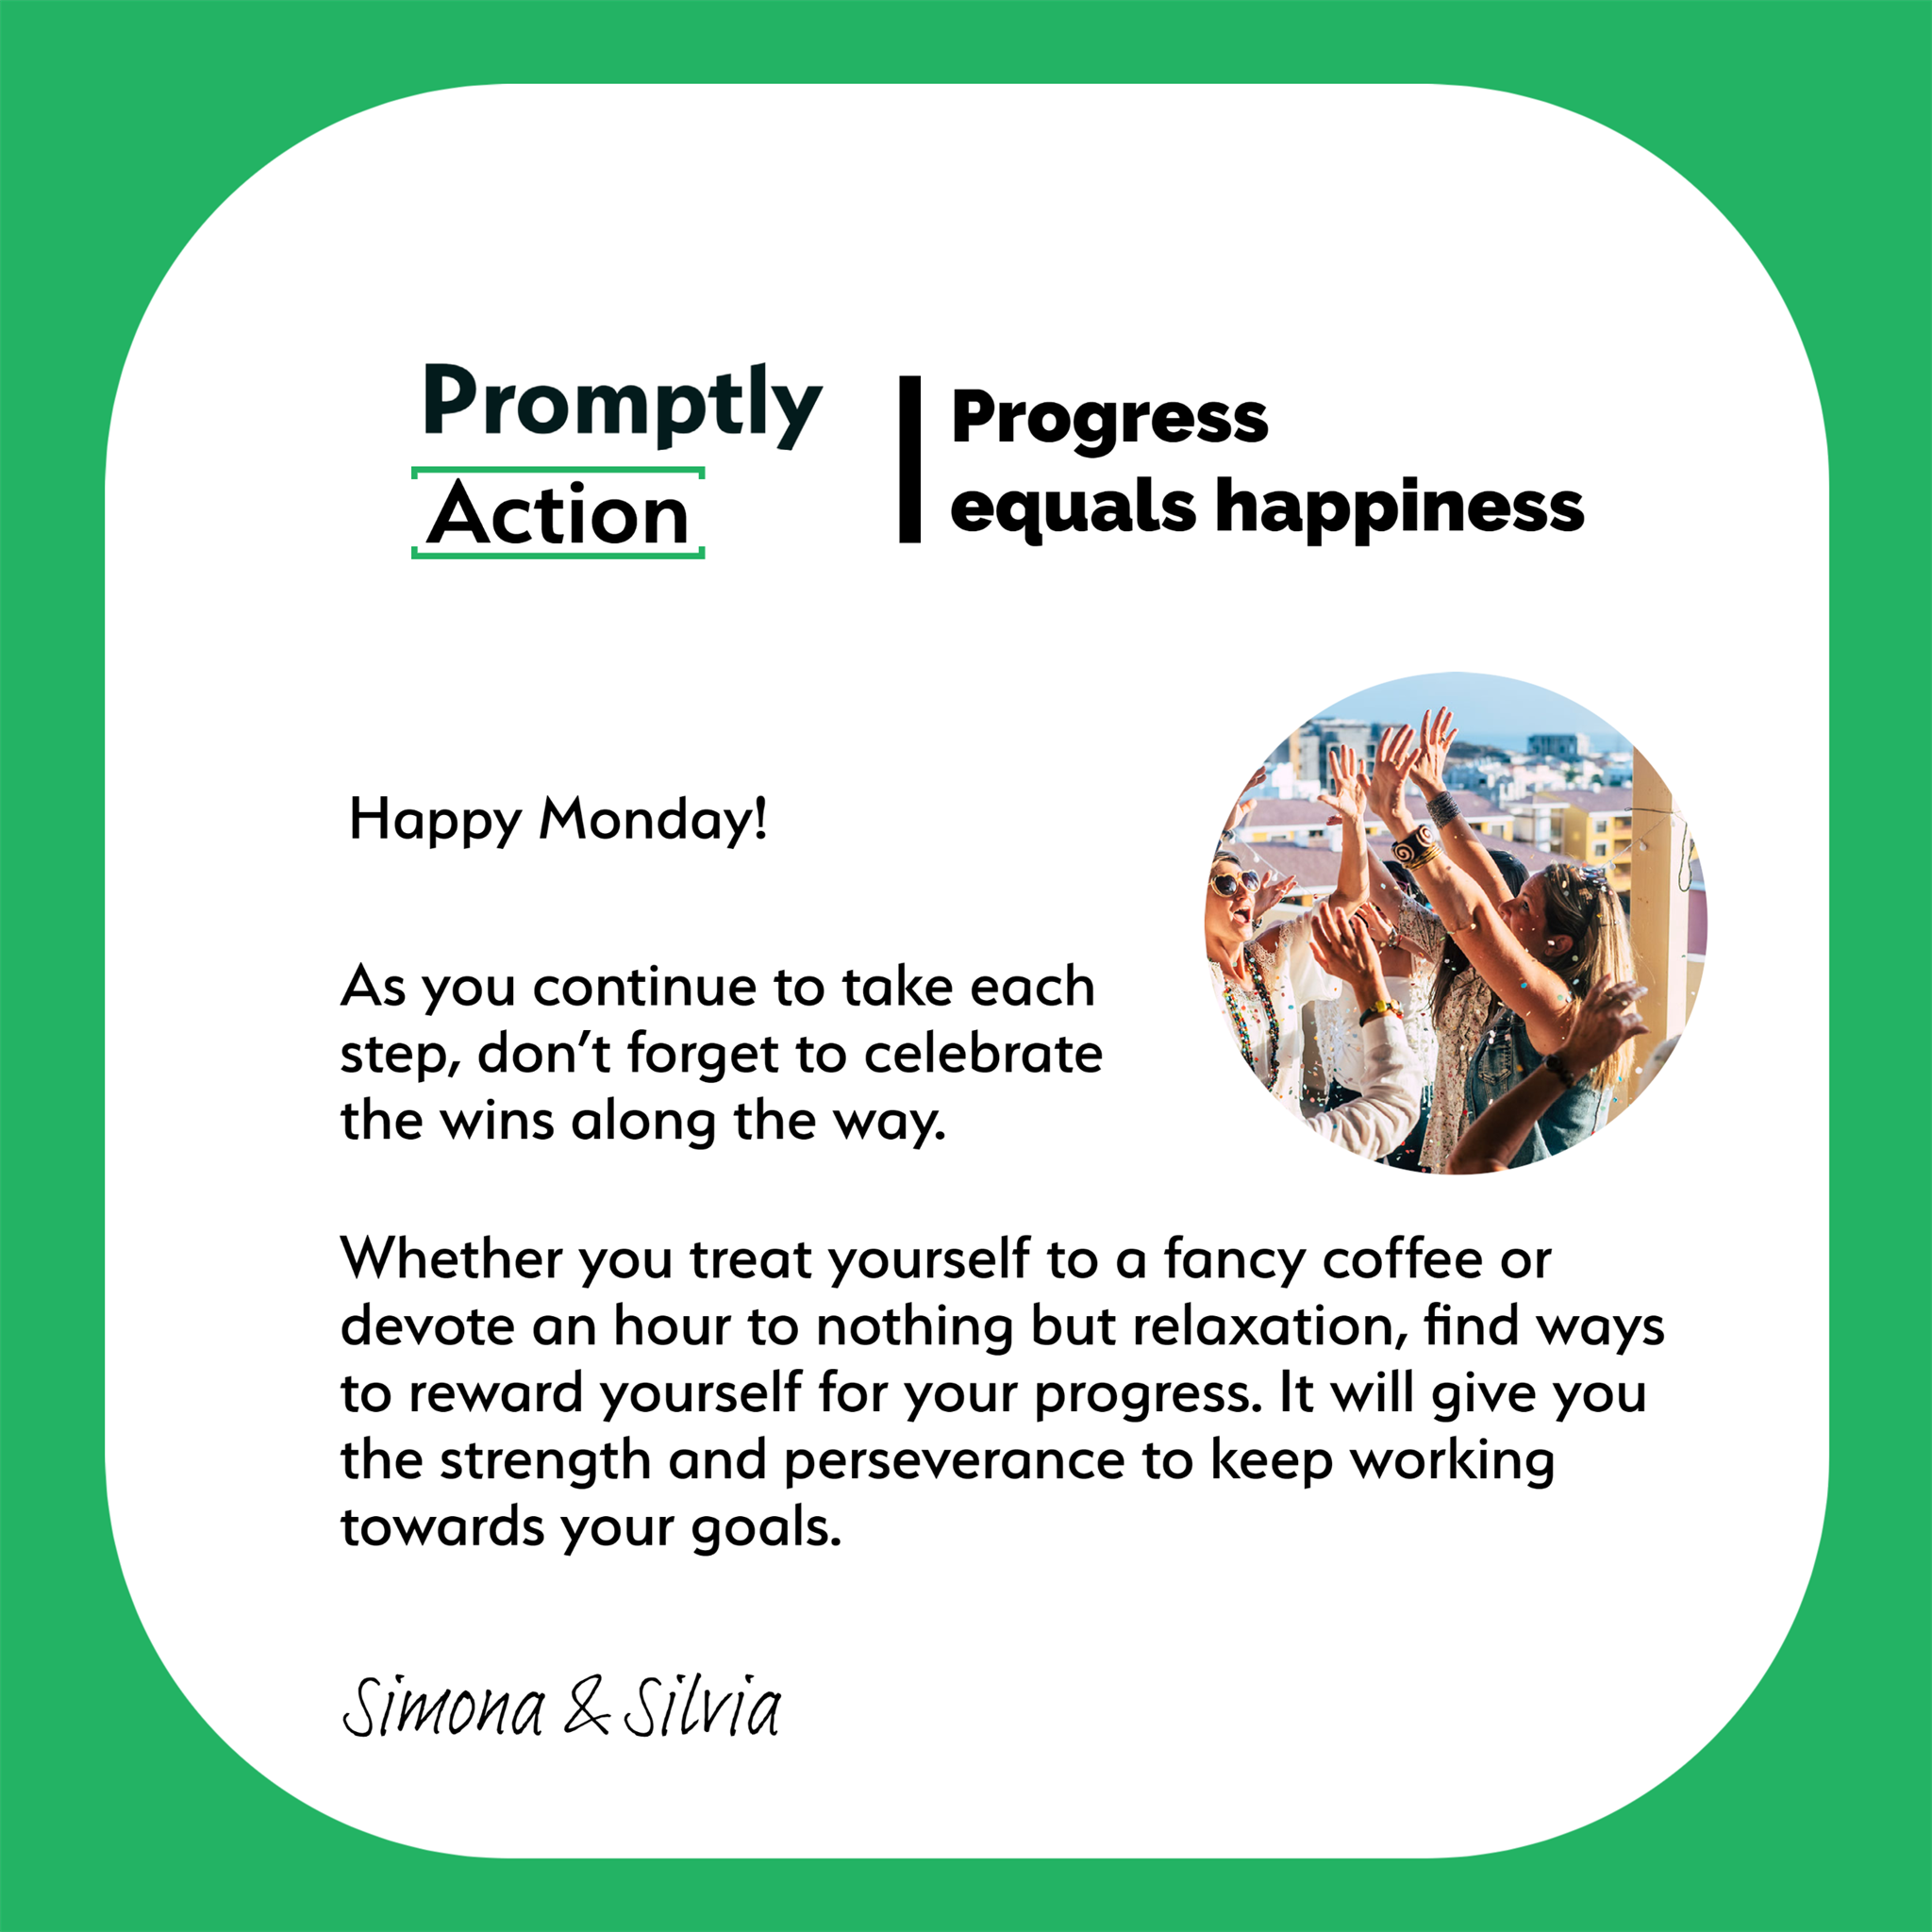 Promptly
Action
Progress
equals happiness
Happy Monday!
As you continue to take each
step, don’t forget to celebrate
the wins along the way.
Whether you treat yourself to a fancy coffee or
devote an hour to nothing but relaxation, find ways
to reward yourself for your progress. It will give you
the strength and perseverance to keep working
towards your goals.
Simona & Silvia